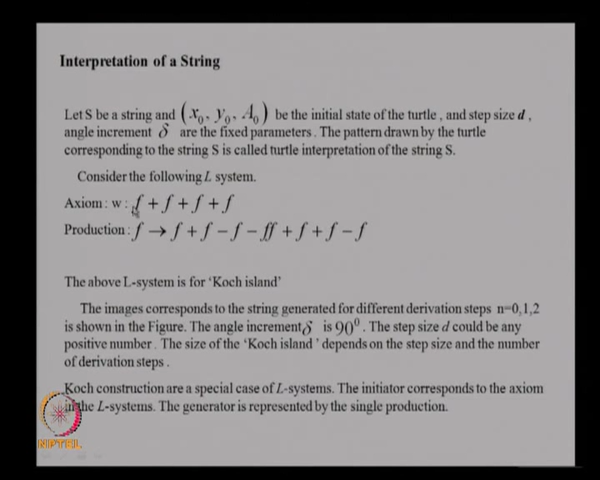 Interpretation of a String
Let S be a string and (x₀, y₀, A₀) be the initial state of the turtle , and step size d ,
angle increment δ are the fixed parameters . The pattern drawn by the turtle
corresponding to the string S is called turtle interpretation of the string S.
Consider the following L system.
Axiom : w : f + f + f + f
Production : f → f + f − f − ff + f + f − f
The above L-system is for ‘Koch island’
The images corresponds to the string generated for different derivation steps n=0,1,2
is shown in the Figure. The angle increment δ is 90⁰ . The step size d could be any
positive number . The size of the ‘Koch island ’ depends on the step size and the number
of derivation steps .
Koch construction are a special case of L-systems. The initiator corresponds to the axiom
in the L-systems. The generator is represented by the single production.
NPTEL